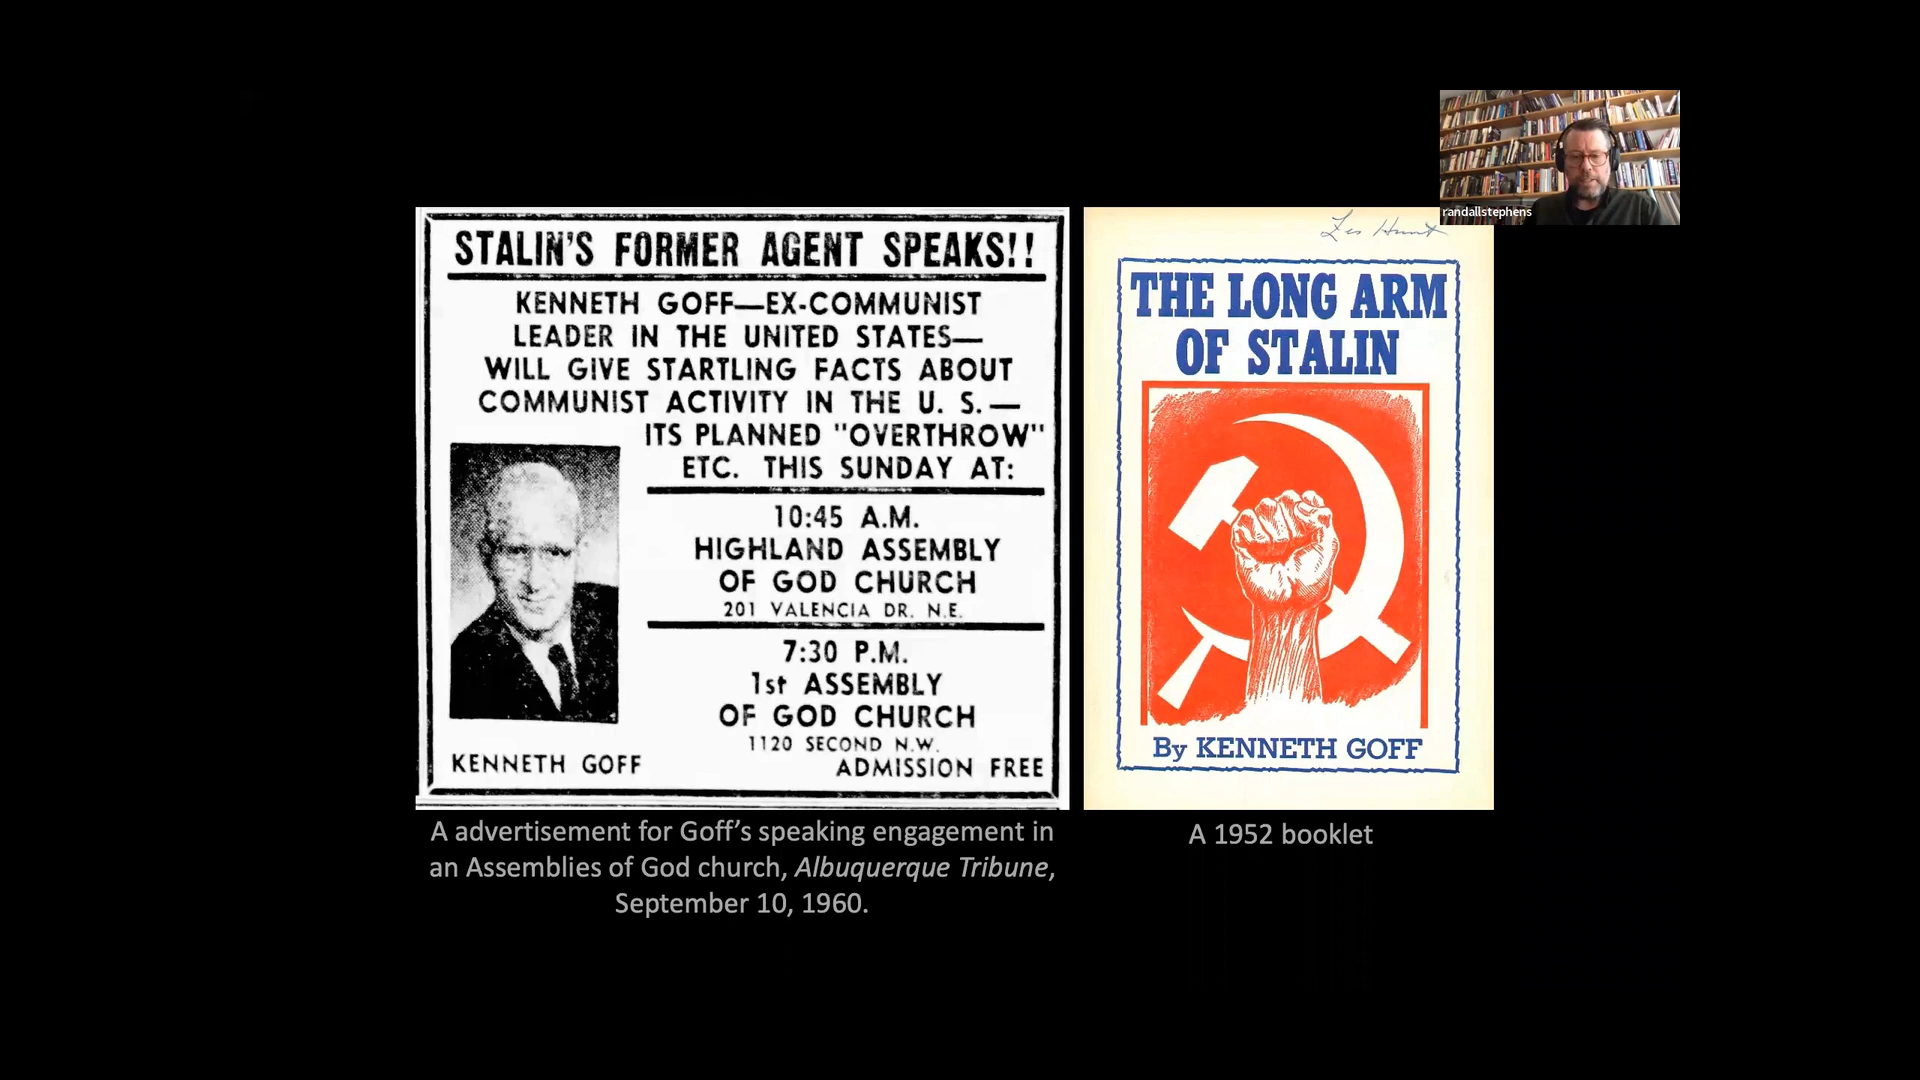 STALIN'S FORMER AGENT SPEAKS!!
KENNETH GOFF—EX-COMMUNIST
LEADER IN THE UNITED STATES—
WILL GIVE STARTLING FACTS ABOUT
COMMUNIST ACTIVITY IN THE U. S.—
ITS PLANNED "OVERTHROW"
ETC. THIS SUNDAY AT:
10:45 A.M.
HIGHLAND ASSEMBLY
OF GOD CHURCH
201 VALENCIA DR. N.E.
7:30 P.M.
1st ASSEMBLY
OF GOD CHURCH
1120 SECOND N.W.
KENNETH GOFF
ADMISSION FREE
A advertisement for Goff’s speaking engagement in
an Assemblies of God church, Albuquerque Tribune,
September 10, 1960.
Les Hunt
THE LONG ARM
OF STALIN
By KENNETH GOFF
A 1952 booklet
randallstephens